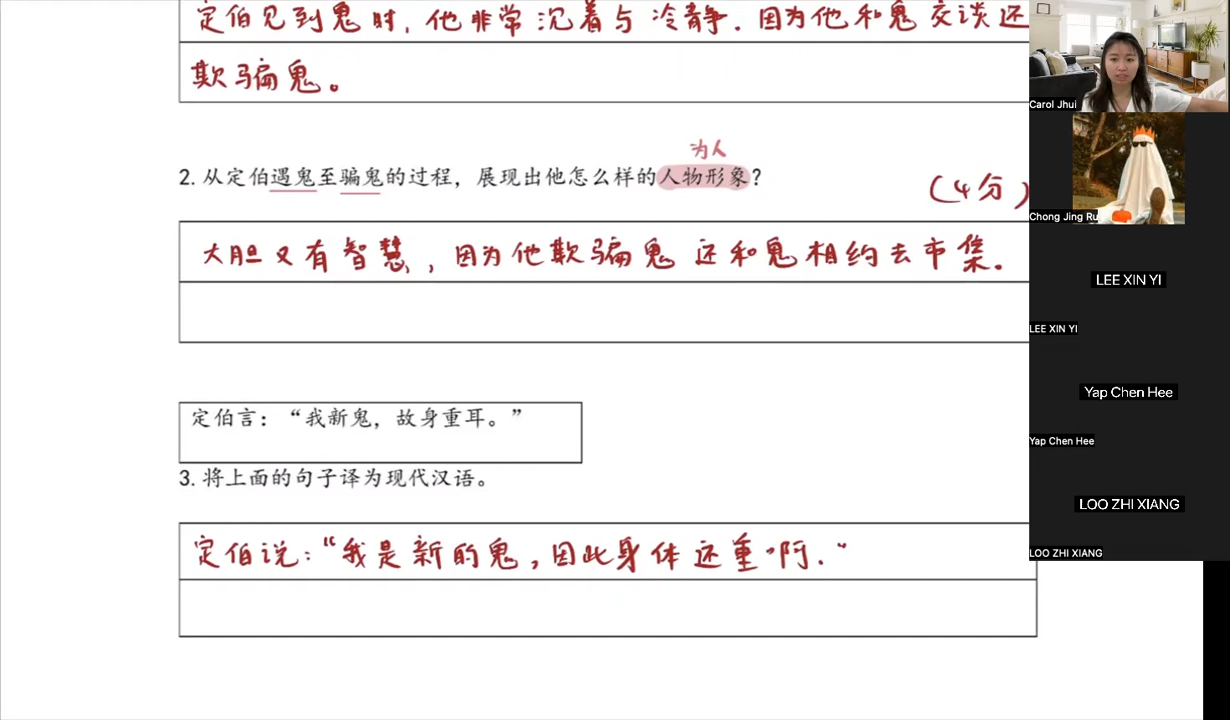 定伯见到鬼时，他非常沉着与冷静．因为他和鬼交谈还
欺骗鬼。
为人
2. 从定伯遇鬼至骗鬼的过程，展现出他怎么样的人物形象？
（4分）
大胆又有智慧，因为他欺骗鬼还和鬼相约去市集．
定伯言：“我新鬼，故身重耳。”
3. 将上面的句子译为现代汉语。
定伯说：“我是新的鬼，因此身体还重啊．”
Carol Jhui
Chong Jing Ru
LEE XIN YI
LEE XIN YI
Yap Chen Hee
Yap Chen Hee
LOO ZHI XIANG
LOO ZHI XIANG